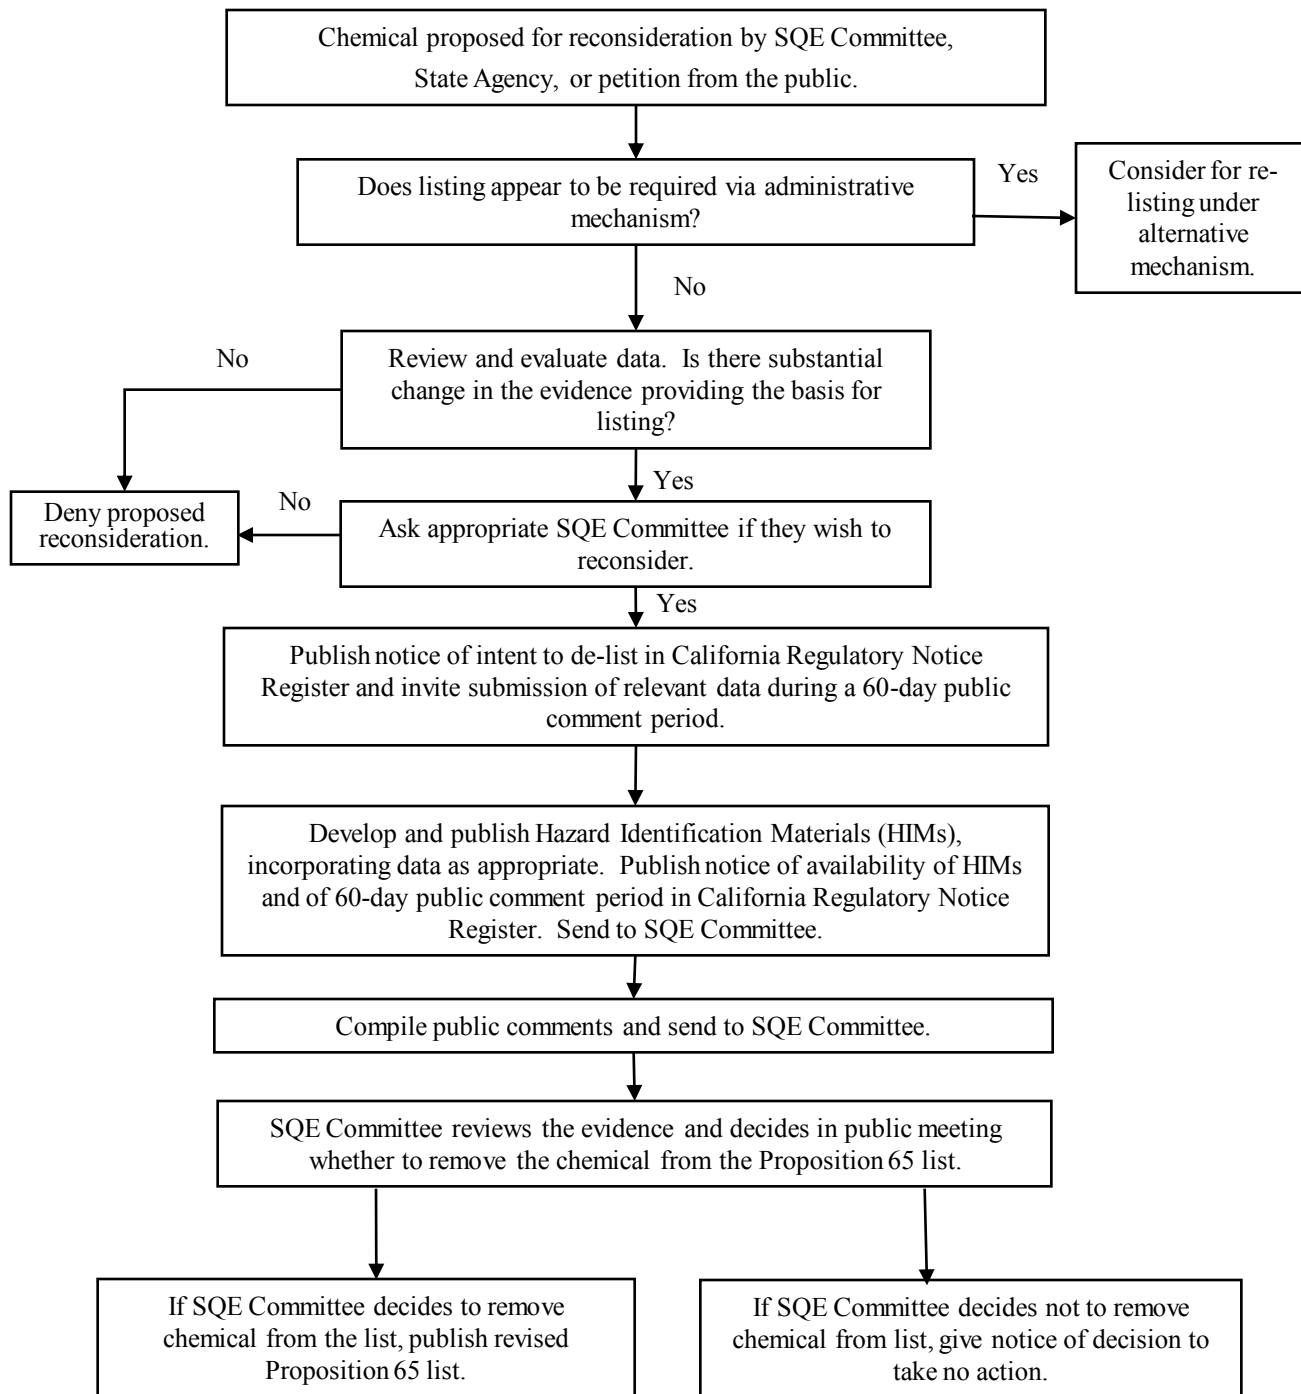 Chemical proposed for reconsideration by SQE Committee,
State Agency, or petition from the public.
Does listing appear to be required via administrative
mechanism?
Yes
Consider for re-
listing under
alternative
mechanism.
No
Review and evaluate data. Is there substantial
change in the evidence providing the basis for
listing?
No
Yes
Deny proposed
reconsideration.
No
Ask appropriate SQE Committee if they wish to
reconsider.
Yes
Publish notice of intent to de-list in California Regulatory Notice
Register and invite submission of relevant data during a 60-day public
comment period.
Develop and publish Hazard Identification Materials (HIMs),
incorporating data as appropriate. Publish notice of availability of HIMs
and of 60-day public comment period in California Regulatory Notice
Register. Send to SQE Committee.
Compile public comments and send to SQE Committee.
SQE Committee reviews the evidence and decides in public meeting
whether to remove the chemical from the Proposition 65 list.
If SQE Committee decides to remove
chemical from the list, publish revised
Proposition 65 list.
If SQE Committee decides not to remove
chemical from list, give notice of decision to
take no action.